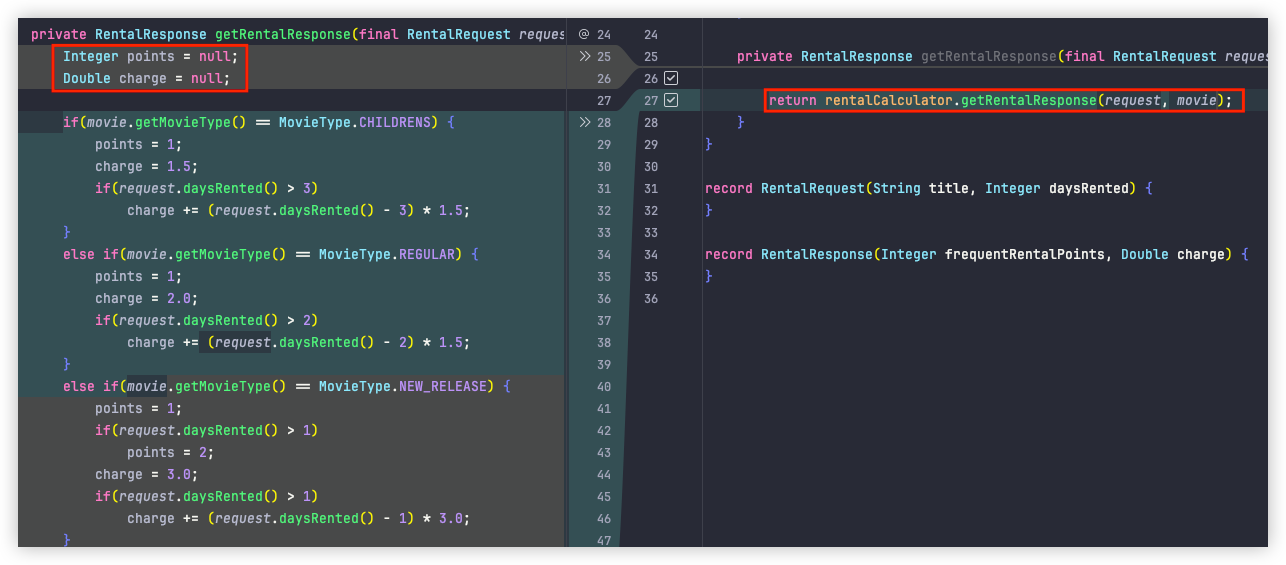 private RentalResponse getRentalResponse(final RentalRequest reques @ 24
Integer points = null; >> 25
Double charge = null; 26
27
if(movie.getMovieType() == MovieType.CHILDRENS) { >> 28
points = 1; 29
charge = 1.5; 30
if(request.daysRented() > 3) 31
charge += (request.daysRented() - 3) * 1.5; 32
} 33
else if(movie.getMovieType() == MovieType.REGULAR) { 34
points = 1; 35
charge = 2.0; 36
if(request.daysRented() > 2) 37
charge += (request.daysRented() - 2) * 1.5; 38
} 39
else if(movie.getMovieType() == MovieType.NEW_RELEASE) { 40
points = 1; 41
if(request.daysRented() > 1) 42
points = 2; 43
charge = 3.0; 44
if(request.daysRented() > 1) 45
charge += (request.daysRented() - 1) * 3.0; 46
} 47
24
25 private RentalResponse getRentalResponse(final RentalRequest requ
26
27 return rentalCalculator.getRentalResponse(request, movie);
28 }
29 }
30
31 record RentalRequest(String title, Integer daysRented) {
32 }
33
34 record RentalResponse(Integer frequentRentalPoints, Double charge) {
35 }
36